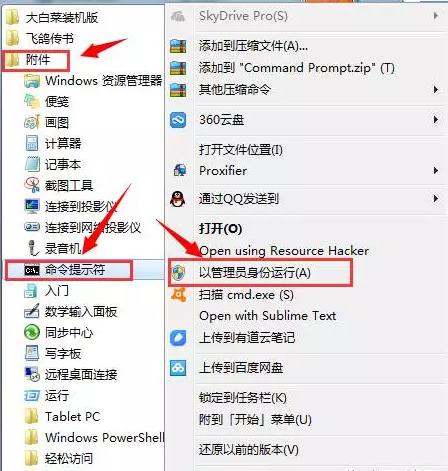 大白菜装机版
飞鸽传书
附件
Windows 资源管理器
便笺
画图
计算器
记事本
截图工具
连接到投影仪
连接到网络投影仪
录音机
命令提示符
入门
数学输入面板
同步中心
写字板
远程桌面连接
运行
Tablet PC
Windows PowerShell
轻松访问
SkyDrive Pro(S)
添加到压缩文件(A)...
添加到 "Command Prompt.zip" (T)
其他压缩命令
360云盘
打开文件位置(I)
Proxifier
通过QQ发送到
打开(O)
Open using Resource Hacker
以管理员身份运行(A)
扫描 cmd.exe (S)
Open with Sublime Text
上传到有道云笔记
上传到百度网盘
锁定到任务栏(K)
附到「开始」菜单(U)
还原以前的版本(V)